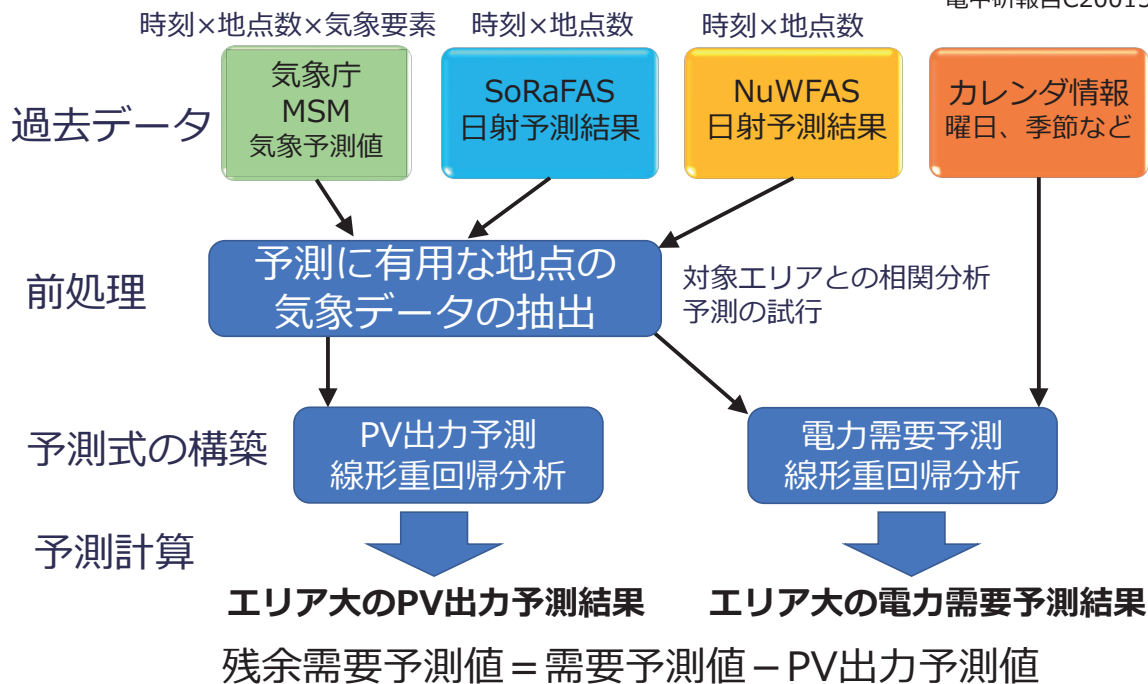 時刻×地点数×気象要素
時刻×地点数
時刻×地点数
過去データ
気象庁
MSM
気象予測値
SoRaFAS
日射予測結果
NuWFAS
日射予測結果
カレンダ情報
曜日、季節など
前処理
予測に有用な地点の
気象データの抽出
対象エリアとの相関分析
予測の試行
予測式の構築
PV出力予測
線形重回帰分析
電力需要予測
線形重回帰分析
予測計算
エリア大のPV出力予測結果
エリア大の電力需要予測結果
残余需要予測値=需要予測値-PV出力予測値